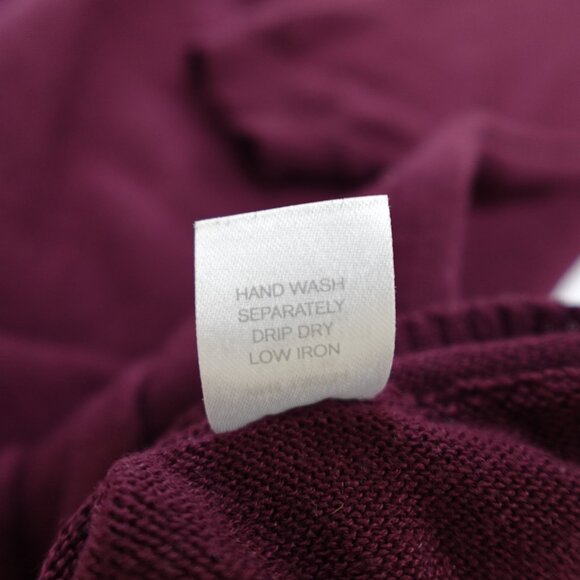 HAND WASH
SEPARATELY
DRIP DRY
LOW IRON